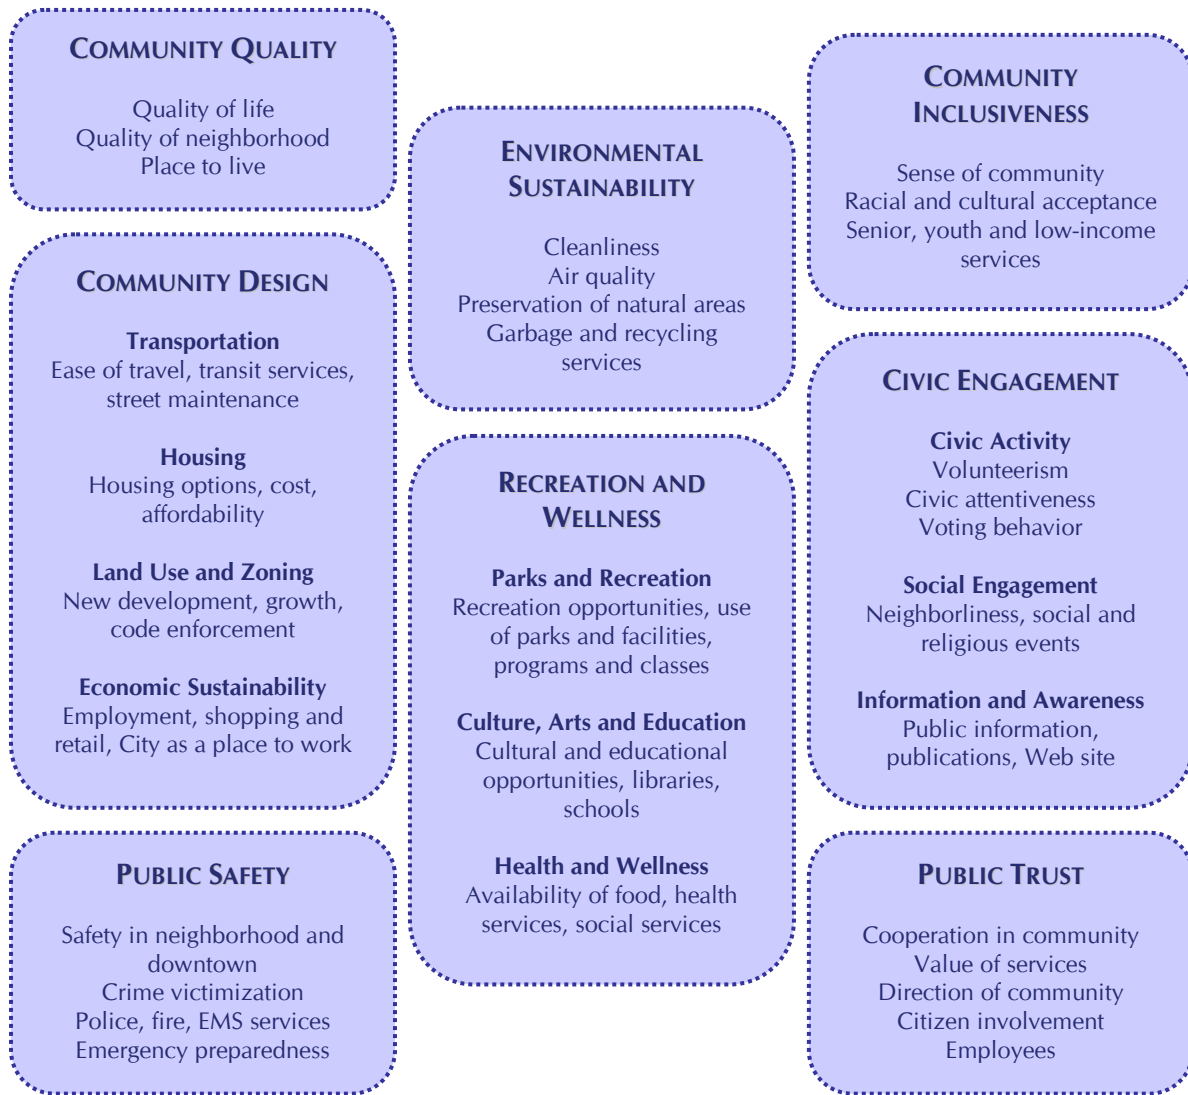 COMMUNITY QUALITY
Quality of life
Quality of neighborhood
Place to live
COMMUNITY DESIGN
Transportation
Ease of travel, transit services,
street maintenance
Housing
Housing options, cost,
affordability
Land Use and Zoning
New development, growth,
code enforcement
Economic Sustainability
Employment, shopping and
retail, City as a place to work
PUBLIC SAFETY
Safety in neighborhood and
downtown
Crime victimization
Police, fire, EMS services
Emergency preparedness
ENVIRONMENTAL
SUSTAINABILITY
Cleanliness
Air quality
Preservation of natural areas
Garbage and recycling
services
RECREATION AND
WELLNESS
Parks and Recreation
Recreation opportunities, use
of parks and facilities,
programs and classes
Culture, Arts and Education
Cultural and educational
opportunities, libraries,
schools
Health and Wellness
Availability of food, health
services, social services
COMMUNITY
INCLUSIVENESS
Sense of community
Racial and cultural acceptance
Senior, youth and low-income
services
CIVIC ENGAGEMENT
Civic Activity
Volunteerism
Civic attentiveness
Voting behavior
Social Engagement
Neighborliness, social and
religious events
Information and Awareness
Public information,
publications, Web site
PUBLIC TRUST
Cooperation in community
Value of services
Direction of community
Citizen involvement
Employees